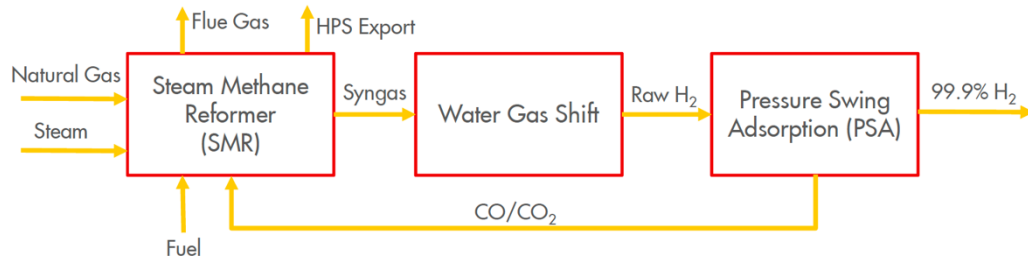 Flue Gas
HPS Export
Natural Gas
Steam
Steam Methane
Reformer
(SMR)
Syngas
Water Gas Shift
Raw H₂
Pressure Swing
Adsorption (PSA)
99.9% H₂
CO/CO₂
Fuel